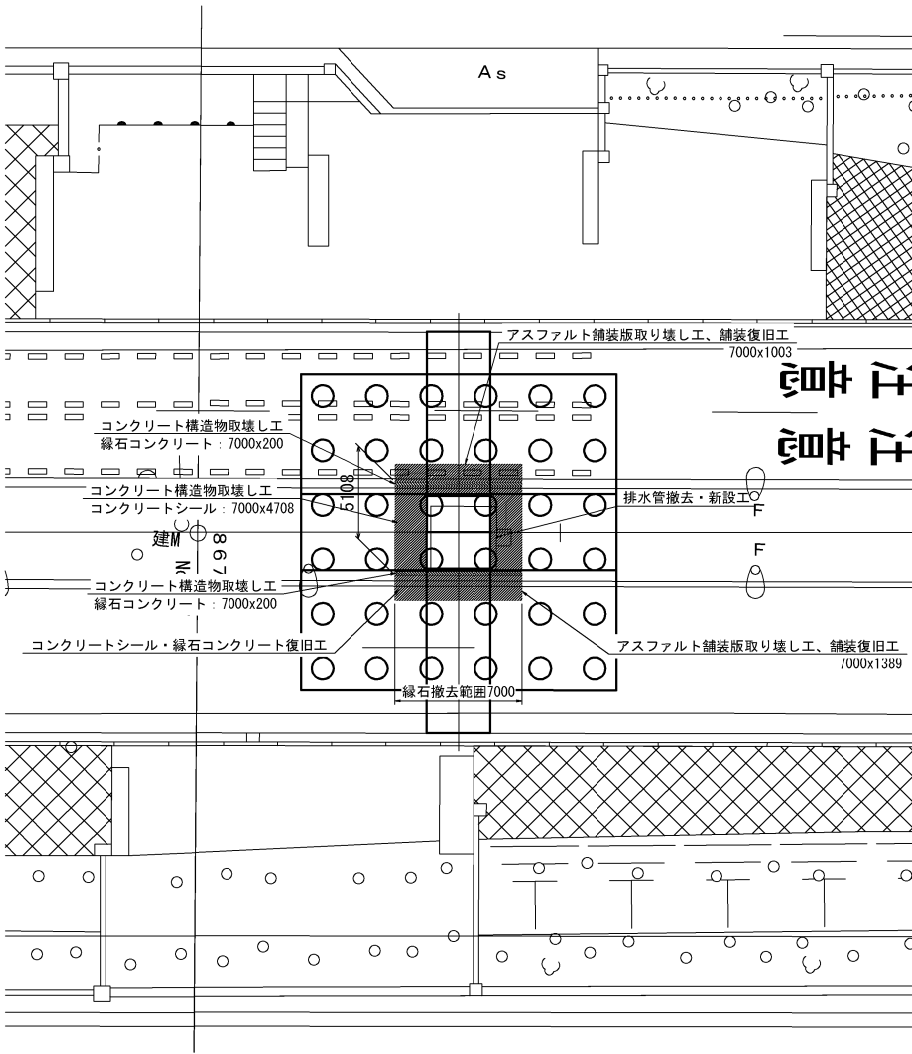 As
アスファルト舗装版取り壊し工、舗装復旧工
7000x1003
注意
注意
コンクリート構造物取壊し工
縁石コンクリート：7000x200
コンクリート構造物取壊し工
コンクリートシール：7000x4708
5108
排水管撤去・新設工
F
建M
867
F
コンクリート構造物取壊し工
縁石コンクリート：7000x200
コンクリートシール・縁石コンクリート復旧工
アスファルト舗装版取り壊し工、舗装復旧工
7000x1389
縁石撤去範囲7000